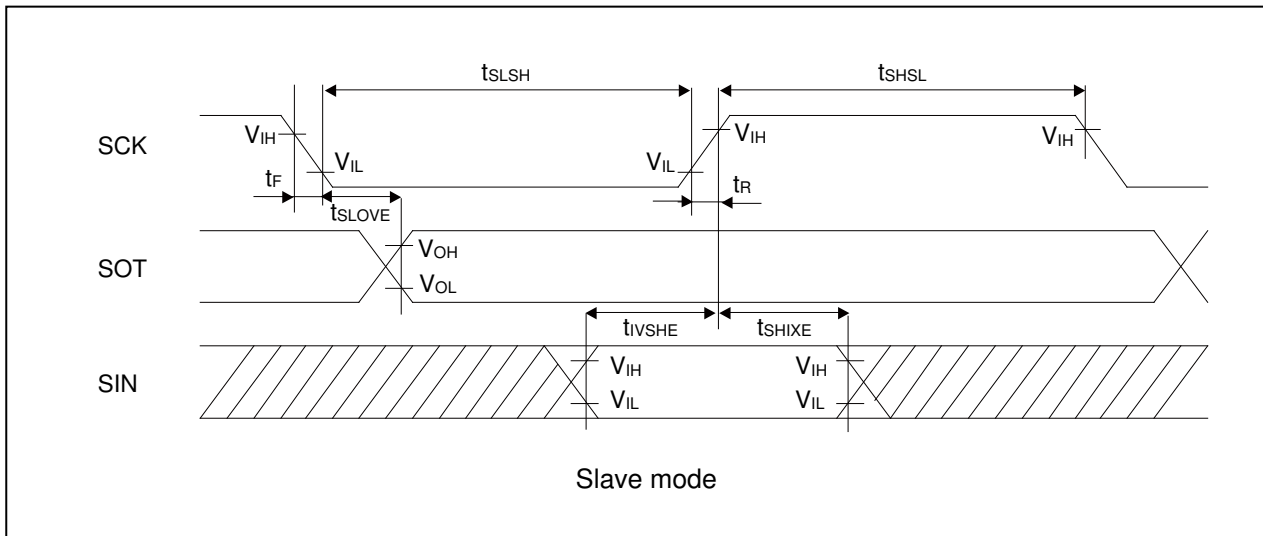 tSLSH
tSHSL
SCK
VIH
VIL
VIL
VIH
VIH
tF
tR
tSLOVE
SOT
VOH
VOL
tIVSHE
tSHIXE
SIN
VIH
VIH
VIL
VIL
Slave mode